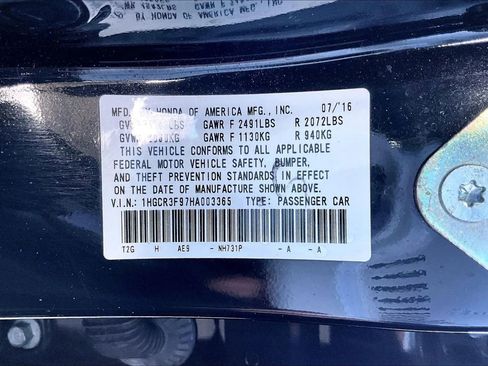 MFD. BY HONDA OF AMERICA MFG., INC. 07/'16
LBS GAWR F 2491LBS R 2072LBS
GAWR F 1130KG R 940KG
THIS VEHICLE CONFORMS TO ALL APPLICABLE
FEDERAL MOTOR VEHICLE SAFETY, BUMPER,
AND THEFT PREVENTION STANDARDS IN EFFECT
ON THE DATE OF MANUFACTURE SHOWN ABOVE.
V.I.N.: 1HGCR3F97HA003365 TYPE: PASSENGER CAR
T2G H AE9 - NH731P - A - A